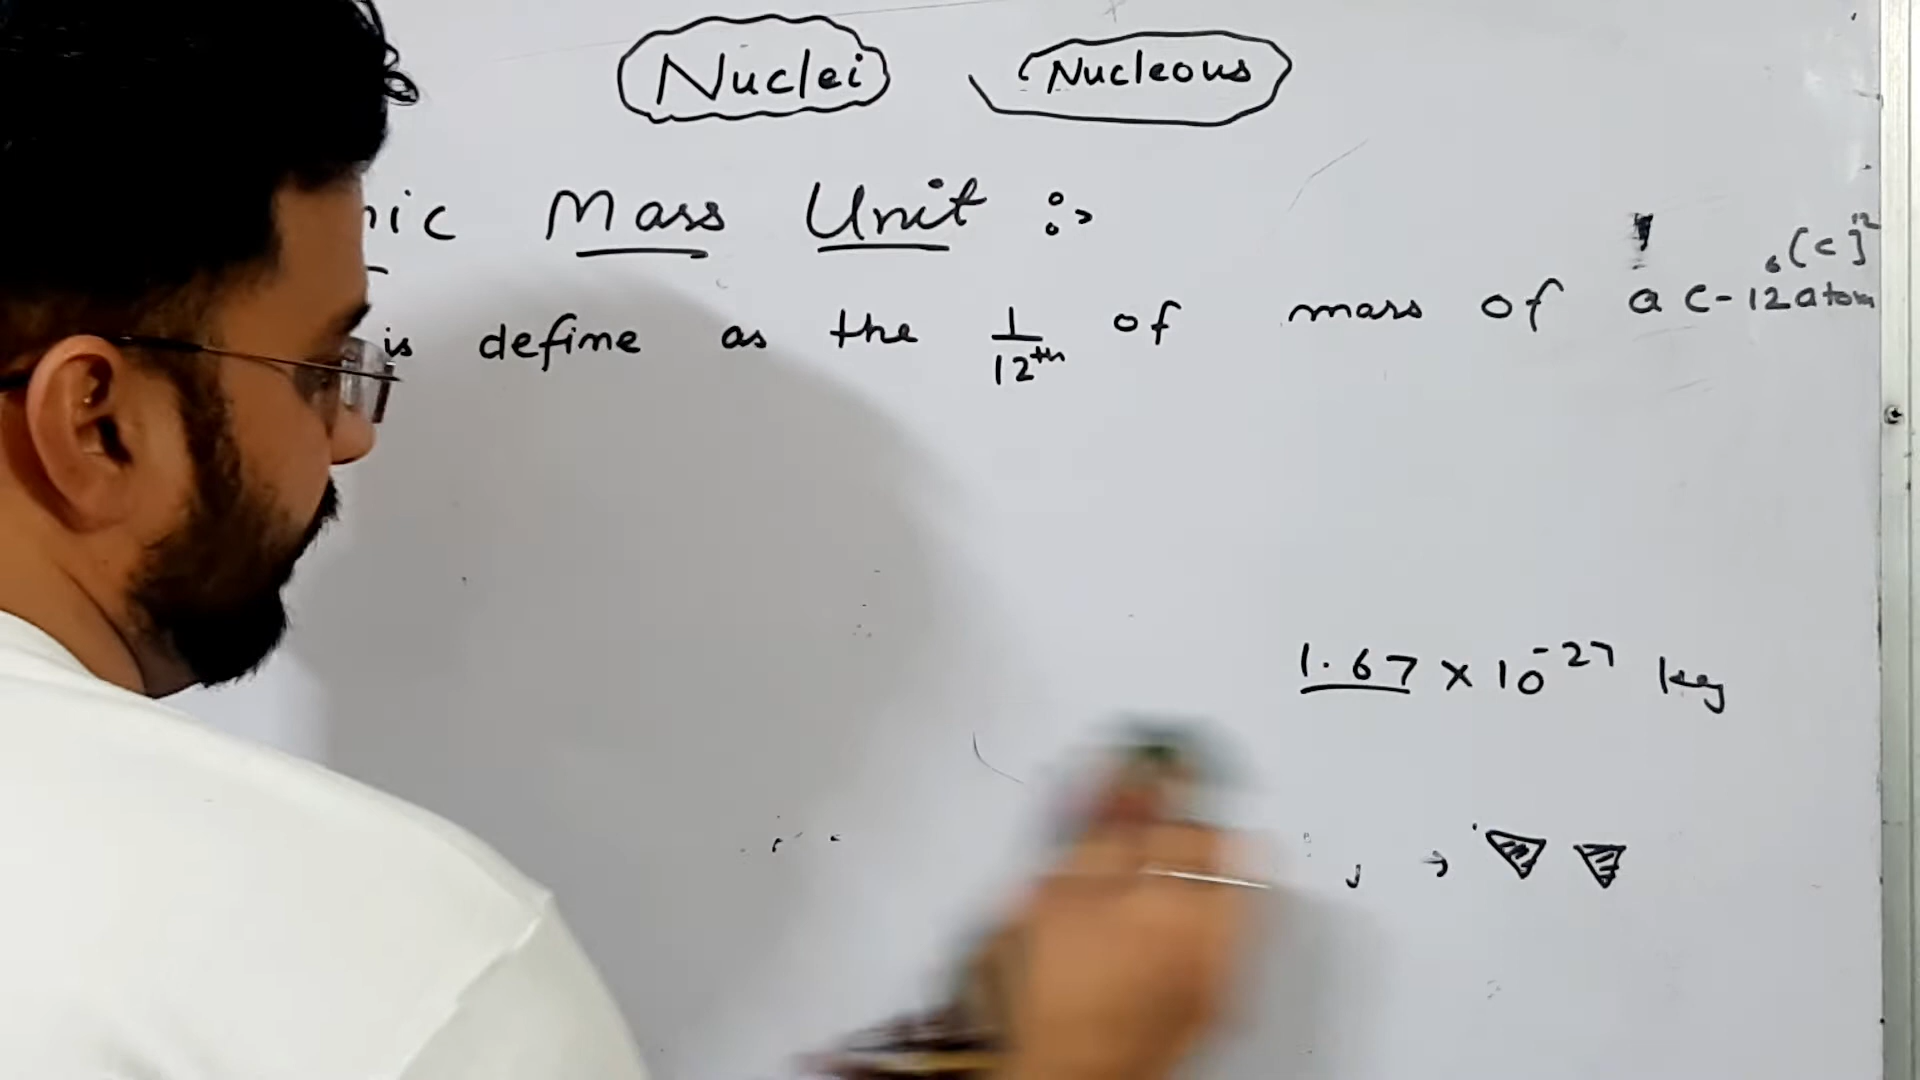 Nuclei Nucleous
nic Mass Unit :>
6(C]12
is define as the 1/12th of mass of a C-12 atom
1.67 x 10-27 kg